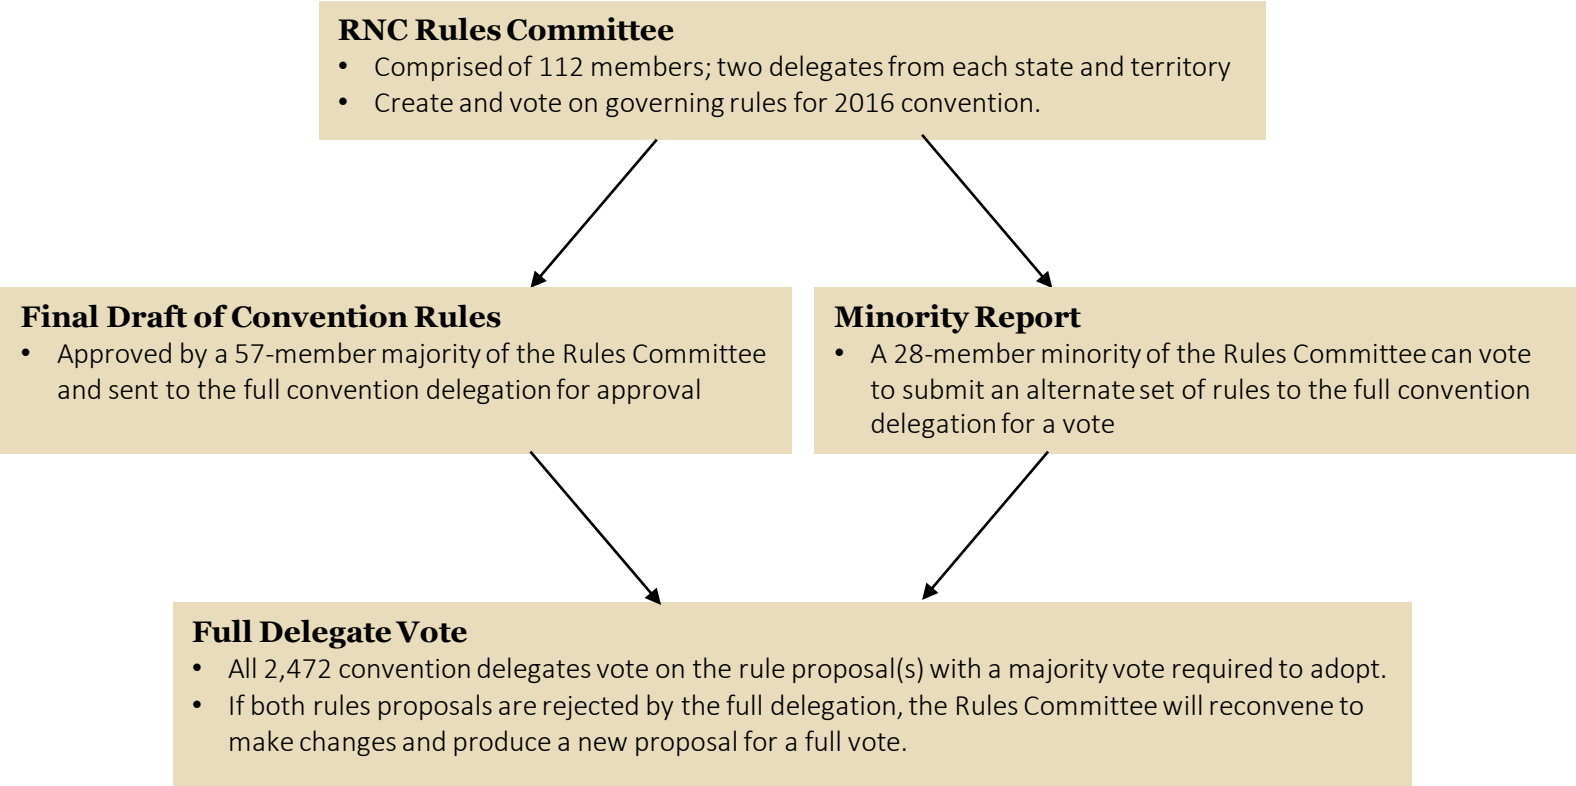 RNC Rules Committee
• Comprised of 112 members; two delegates from each state and territory
• Create and vote on governing rules for 2016 convention.
Final Draft of Convention Rules
• Approved by a 57-member majority of the Rules Committee
and sent to the full convention delegation for approval
Minority Report
• A 28-member minority of the Rules Committee can vote
to submit an alternate set of rules to the full convention
delegation for a vote
Full Delegate Vote
• All 2,472 convention delegates vote on the rule proposal(s) with a majority vote required to adopt.
• If both rules proposals are rejected by the full delegation, the Rules Committee will reconvene to
make changes and produce a new proposal for a full vote.